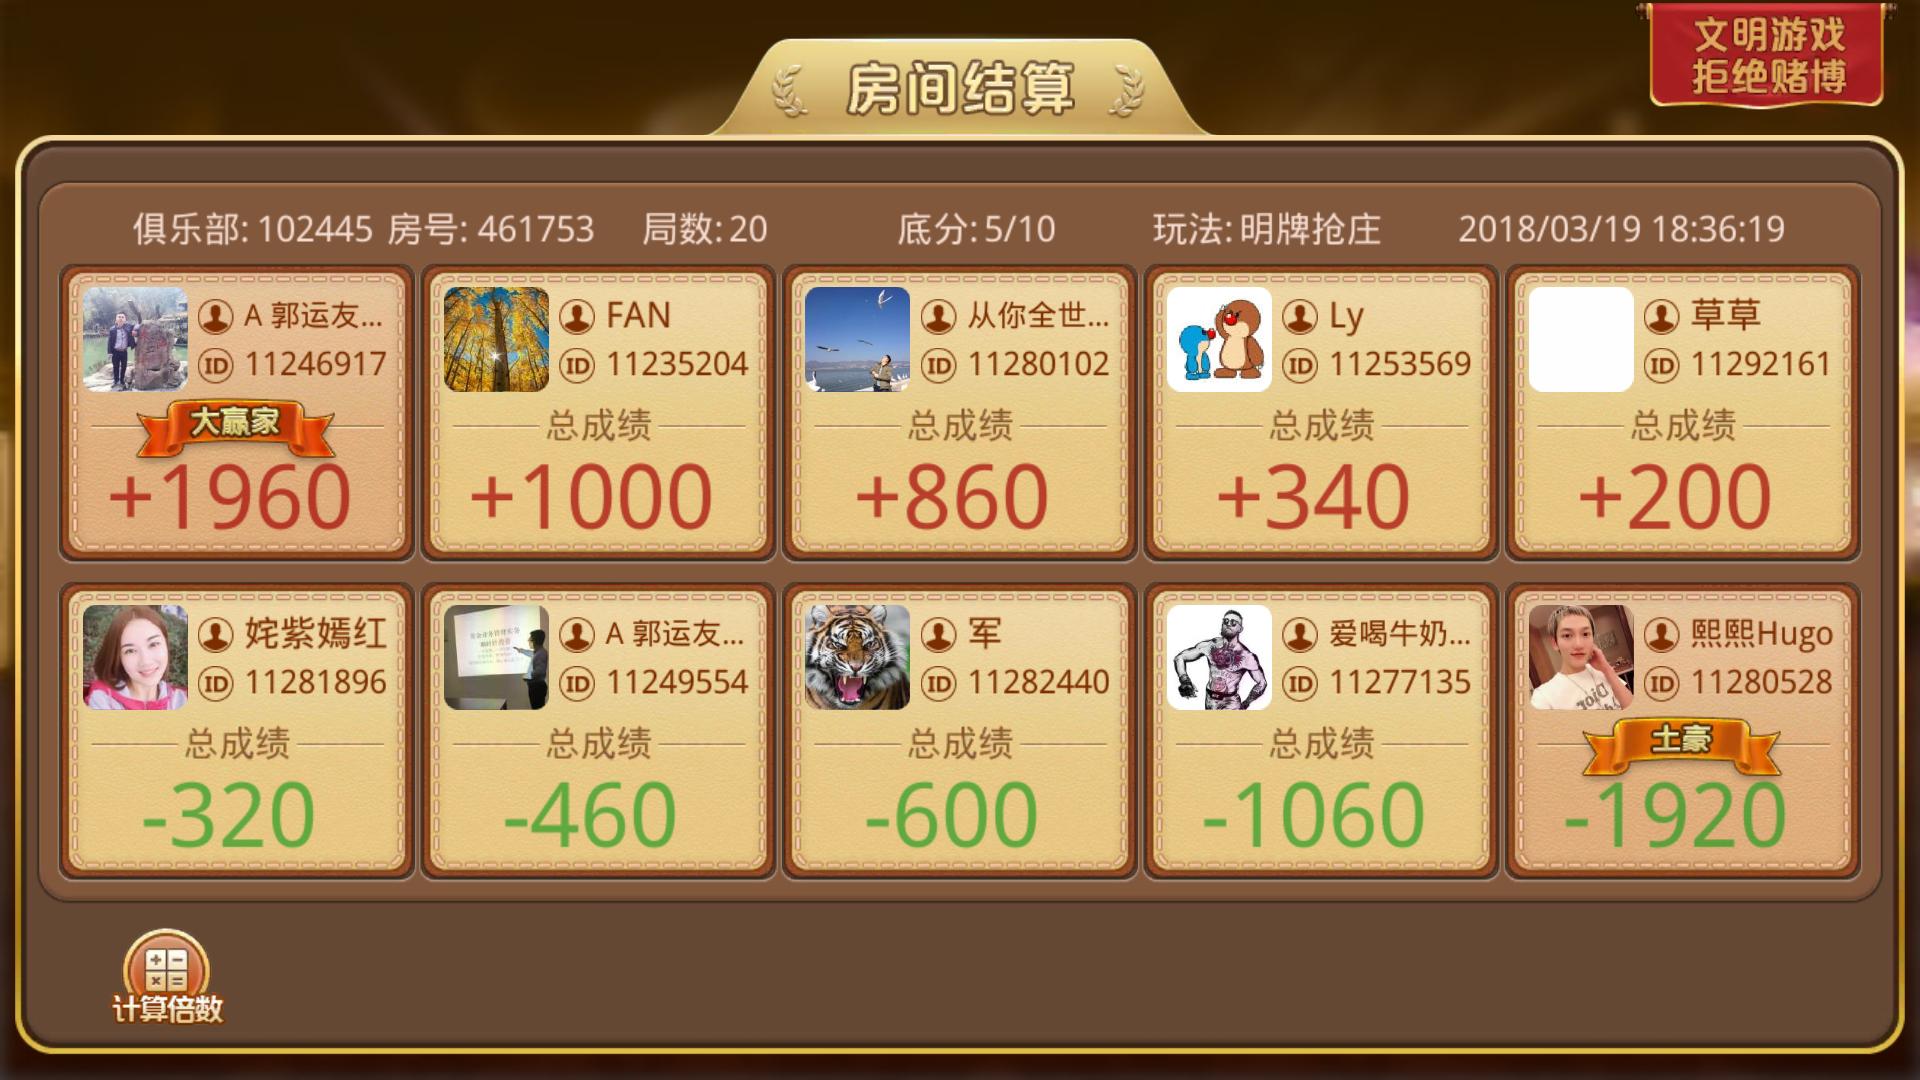 文明游戏
拒绝赌博
房间结算
俱乐部: 102445 房号: 461753 局数: 20 底分: 5/10 玩法: 明牌抢庄 2018/03/19 18:36:19
A 郭运友...
ID 11246917
大赢家
+1960
FAN
ID 11235204
总成绩
+1000
从你全世...
ID 11280102
总成绩
+860
Ly
ID 11253569
总成绩
+340
草草
ID 11292161
总成绩
+200
姹紫嫣红
ID 11281896
总成绩
-320
A 郭运友...
ID 11249554
总成绩
-460
军
ID 11282440
总成绩
-600
爱喝牛奶...
ID 11277135
总成绩
-1060
熙熙Hugo
ID 11280528
土豪
-1920
计算倍数